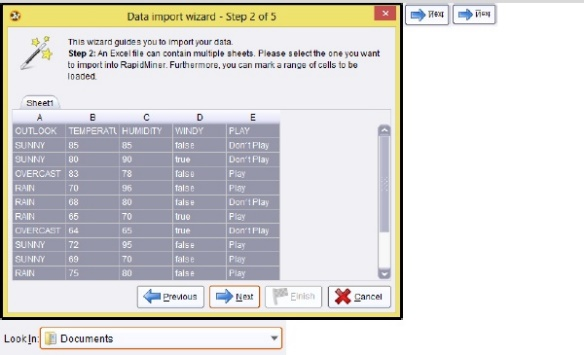 Data import wizard - Step 2 of 5
Next Next
This wizard guides you to import your data.
Step 2: An Excel file can contain multiple sheets. Please select the one you want
to import into RapidMiner. Furthermore, you can mark a range of cells to be
loaded.
Sheet1
A B C D E
OUTLOOK TEMPERATU HUMIDITY WINDY PLAY
SUNNY 85 85 false Don't Play
SUNNY 80 90 true Don't Play
OVERCAST 83 78 false Play
RAIN 70 96 false Play
RAIN 68 80 false Don't Play
RAIN 65 70 true Play
OVERCAST 64 65 true Don't Play
SUNNY 72 95 false Play
SUNNY 69 70 false Play
RAIN 75 80 false Play
Previous Next Finish Cancel
Look In: Documents